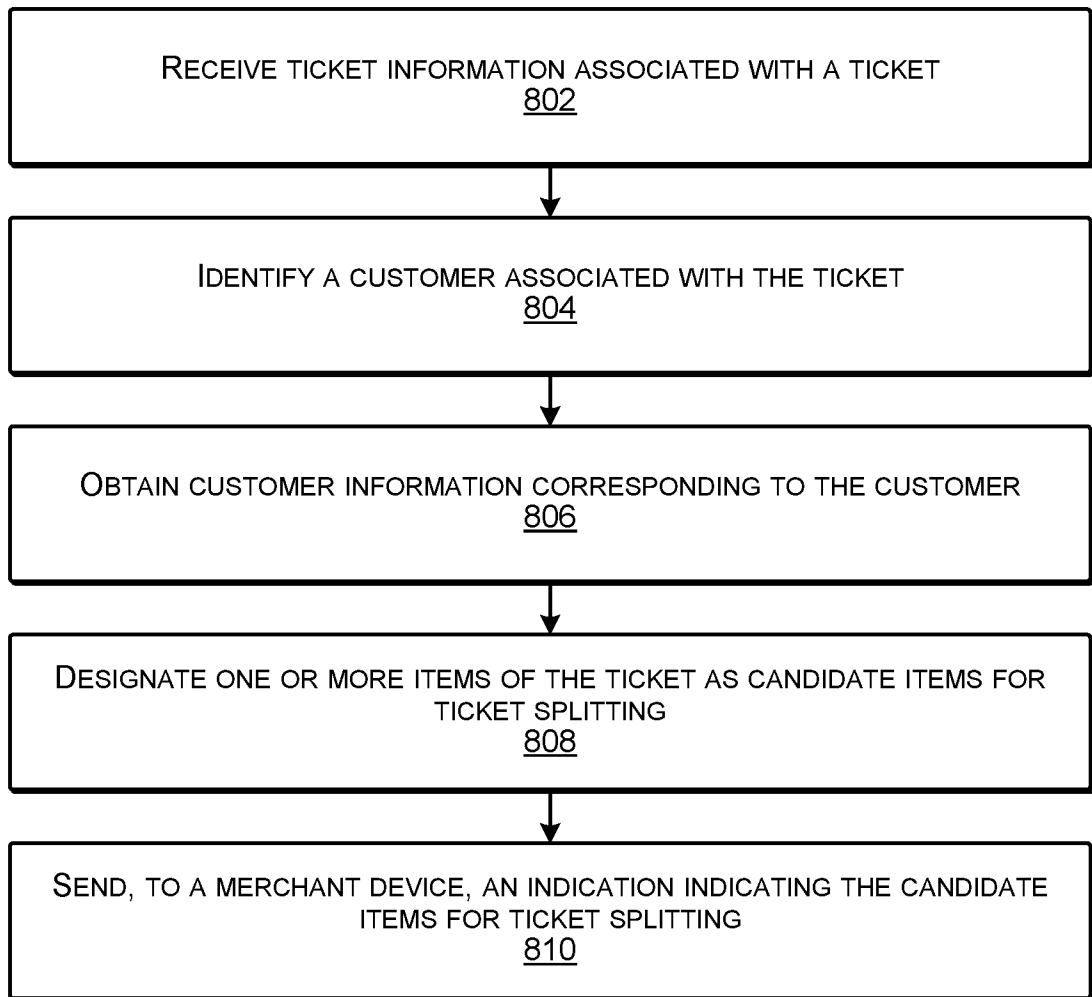 RECEIVE TICKET INFORMATION ASSOCIATED WITH A TICKET
802
IDENTIFY A CUSTOMER ASSOCIATED WITH THE TICKET
804
OBTAIN CUSTOMER INFORMATION CORRESPONDING TO THE CUSTOMER
806
DESIGNATE ONE OR MORE ITEMS OF THE TICKET AS CANDIDATE ITEMS FOR
TICKET SPLITTING
808
SEND, TO A MERCHANT DEVICE, AN INDICATION INDICATING THE CANDIDATE
ITEMS FOR TICKET SPLITTING
810